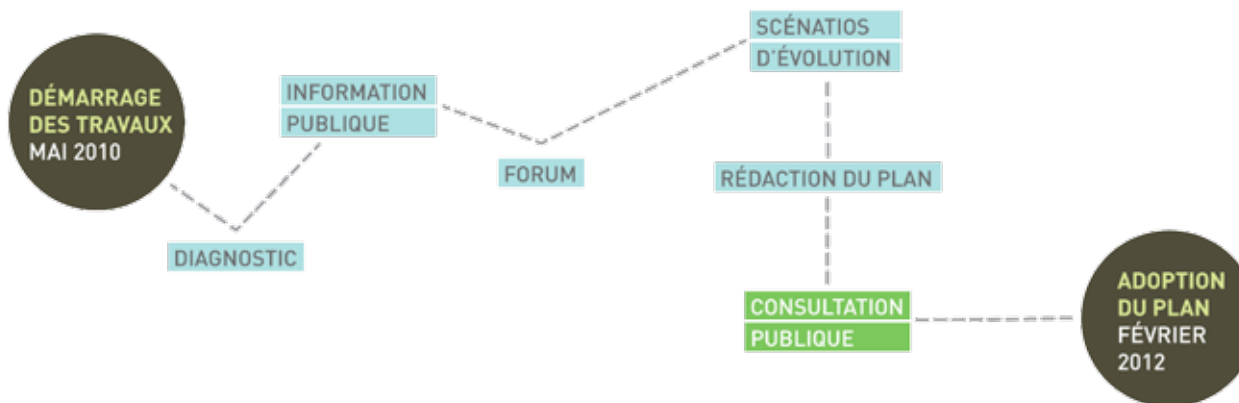 DÉMARRAGE
DES TRAVAUX
MAI 2010
DIAGNOSTIC
INFORMATION
PUBLIQUE
FORUM
SCÉNATIOS
D'ÉVOLUTION
RÉDACTION DU PLAN
CONSULTATION
PUBLIQUE
ADOPTION
DU PLAN
FÉVRIER
2012